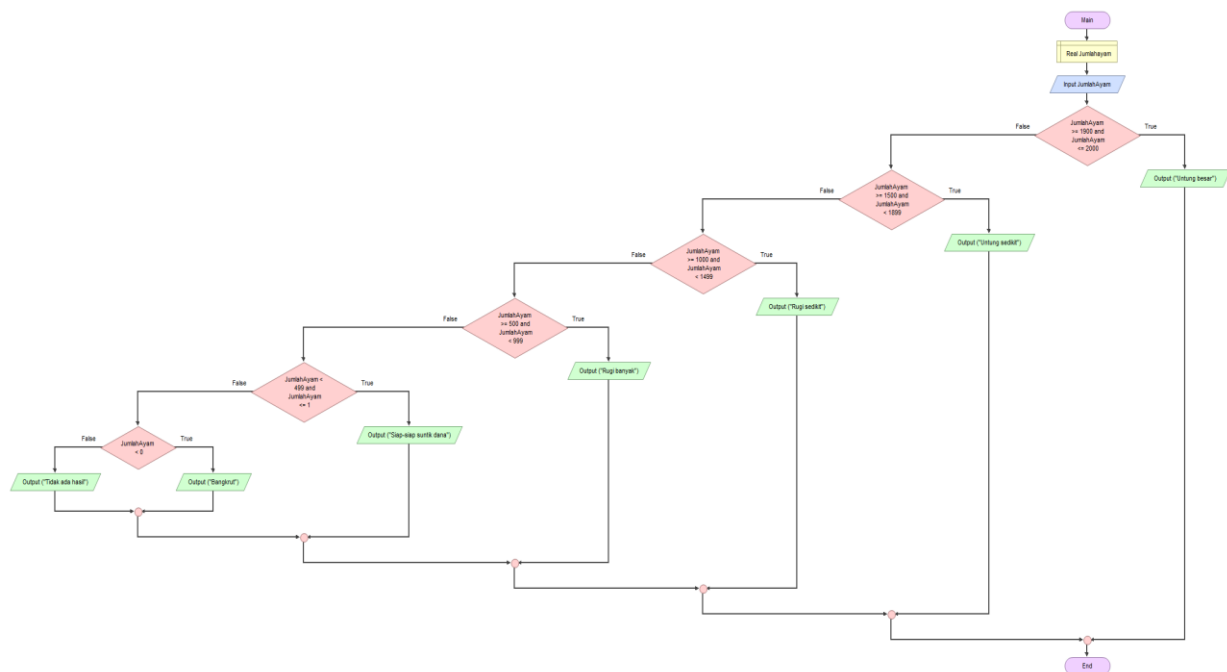 Main
Real Jumlahayam
Input JumlahAyam
JumlahAyam
>= 1900 and
JumlahAyam
<= 2000
False
True
Output ("Untung besar")
JumlahAyam
>= 1500 and
JumlahAyam
< 1899
False
True
Output ("Untung sedikit")
JumlahAyam
>= 1000 and
JumlahAyam
< 1499
False
True
Output ("Rugi sedikit")
JumlahAyam
>= 500 and
JumlahAyam
< 999
False
True
Output ("Rugi banyak")
JumlahAyam <
499 and
JumlahAyam
<= 1
False
True
Output ("Siap-siap suntik dana")
JumlahAyam
< 0
False
True
Output ("Tidak ada hasil")
Output ("Bangkrut")
End